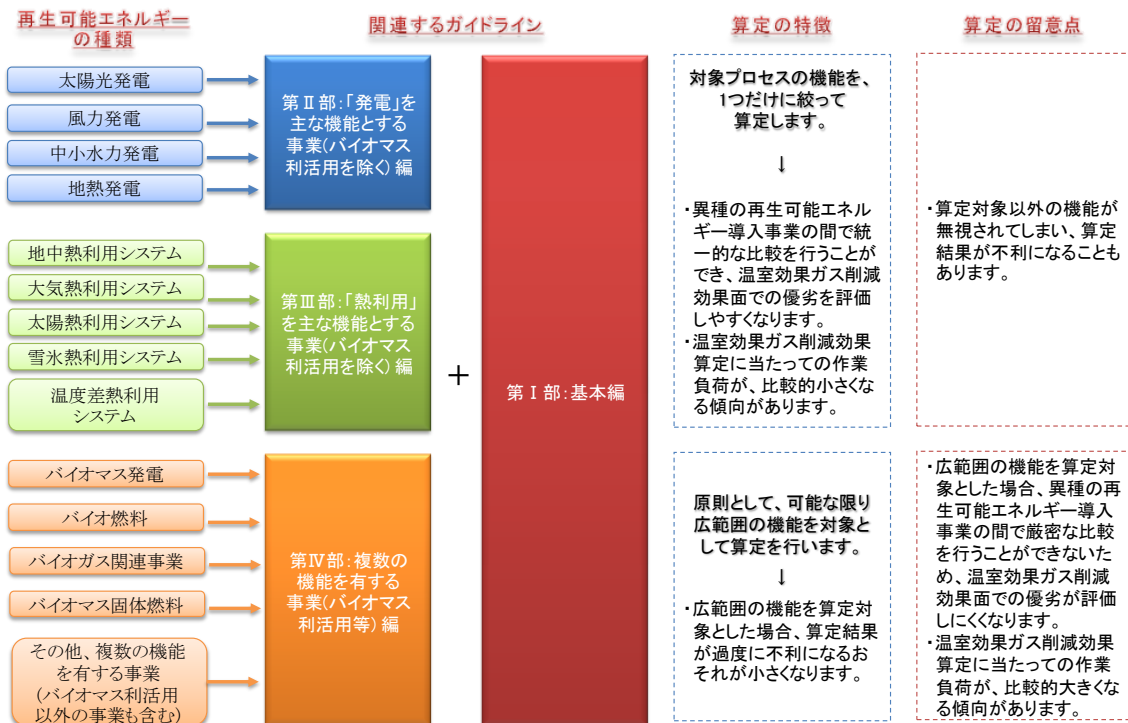 再生可能エネルギー
の種類
関連するガイドライン
算定の特徴
算定の留意点
太陽光発電
風力発電
中小水力発電
地熱発電
第Ⅱ部:「発電」を
主な機能とする
事業(バイオマス
利活用を除く)編
地中熱利用システム
大気熱利用システム
太陽熱利用システム
雪氷熱利用システム
温度差熱利用
システム
第Ⅲ部:「熱利用」
を主な機能とする
事業(バイオマス
利活用を除く)編
バイオマス発電
バイオ燃料
バイオガス関連事業
バイオマス固体燃料
その他、複数の機能
を有する事業
(バイオマス利活用
以外の事業も含む)
第Ⅳ部:複数の
機能を有する
事業(バイオマス
利活用等)編
+
第Ⅰ部:基本編
対象プロセスの機能を、
1つだけに絞って
算定します。
↓
・異種の再生可能エネル
ギー導入事業の間で統
一的な比較を行うことが
でき、温室効果ガス削減
効果面での優劣を評価
しやすくなります。
・温室効果ガス削減効果
算定に当たっての作業
負荷が、比較的小さくな
る傾向があります。
・算定対象以外の機能が
無視されてしまい、算定
結果が不利になることも
あります。
原則として、可能な限り
広範囲の機能を対象と
して算定を行います。
↓
・広範囲の機能を算定対
象とした場合、算定結果
が過度に不利になるお
それが小さくなります。
・広範囲の機能を算定対
象とした場合、異種の再
生可能エネルギー導入
事業の間で厳密な比較
を行うことができないた
め、温室効果ガス削減
効果面での優劣が評価
しにくくなります。
・温室効果ガス削減効果
算定に当たっての作業
負荷が、比較的大きくな
る傾向があります。